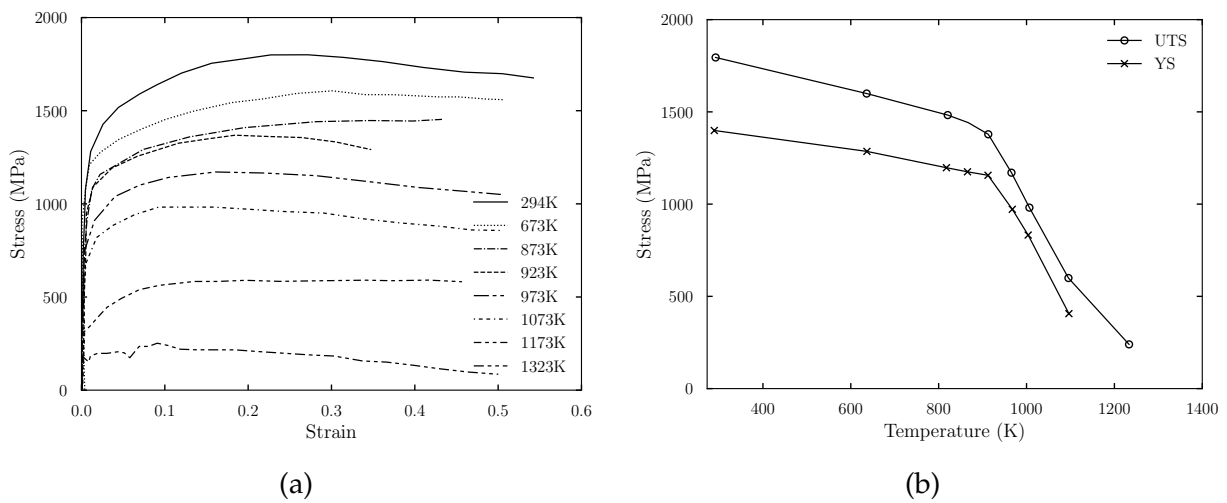 2000
1500
1000
500
0
Stress (MPa)
0.0 0.1 0.2 0.3 0.4 0.5 0.6
Strain
294K
673K
873K
923K
973K
1073K
1173K
1323K
(a)
2000
1500
1000
500
0
Stress (MPa)
400 600 800 1000 1200 1400
Temperature (K)
UTS
YS
(b)